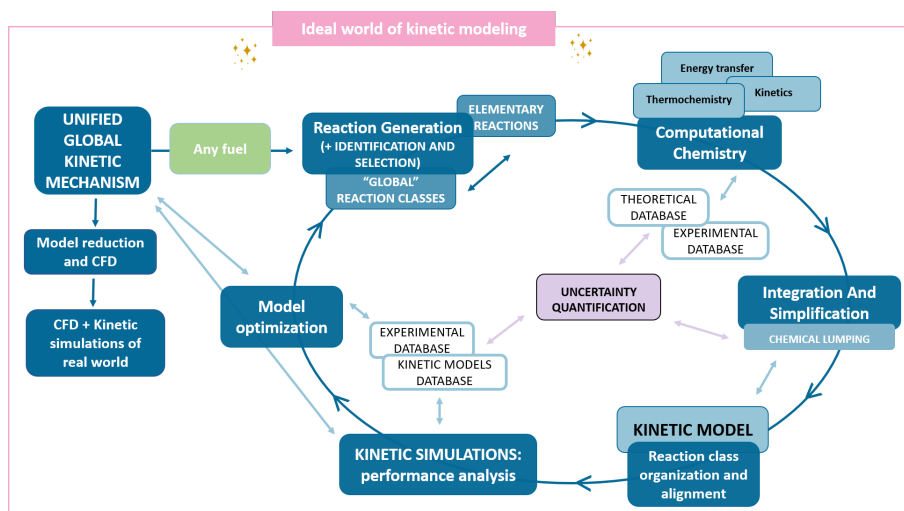 Ideal world of kinetic modeling
UNIFIED
GLOBAL
KINETIC
MECHANISM
Any fuel
Reaction Generation
(+ IDENTIFICATION AND
SELECTION)
ELEMENTARY
REACTIONS
“GLOBAL”
REACTION CLASSES
Energy transfer
Thermochemistry
Kinetics
Computational
Chemistry
THEORETICAL
DATABASE
EXPERIMENTAL
DATABASE
Model reduction
and CFD
CFD + Kinetic
simulations of
real world
Model
optimization
UNCERTAINTY
QUANTIFICATION
Integration And
Simplification
CHEMICAL LUMPING
EXPERIMENTAL
DATABASE
KINETIC MODELS
DATABASE
KINETIC MODEL
Reaction class
organization and
alignment
KINETIC SIMULATIONS:
performance analysis